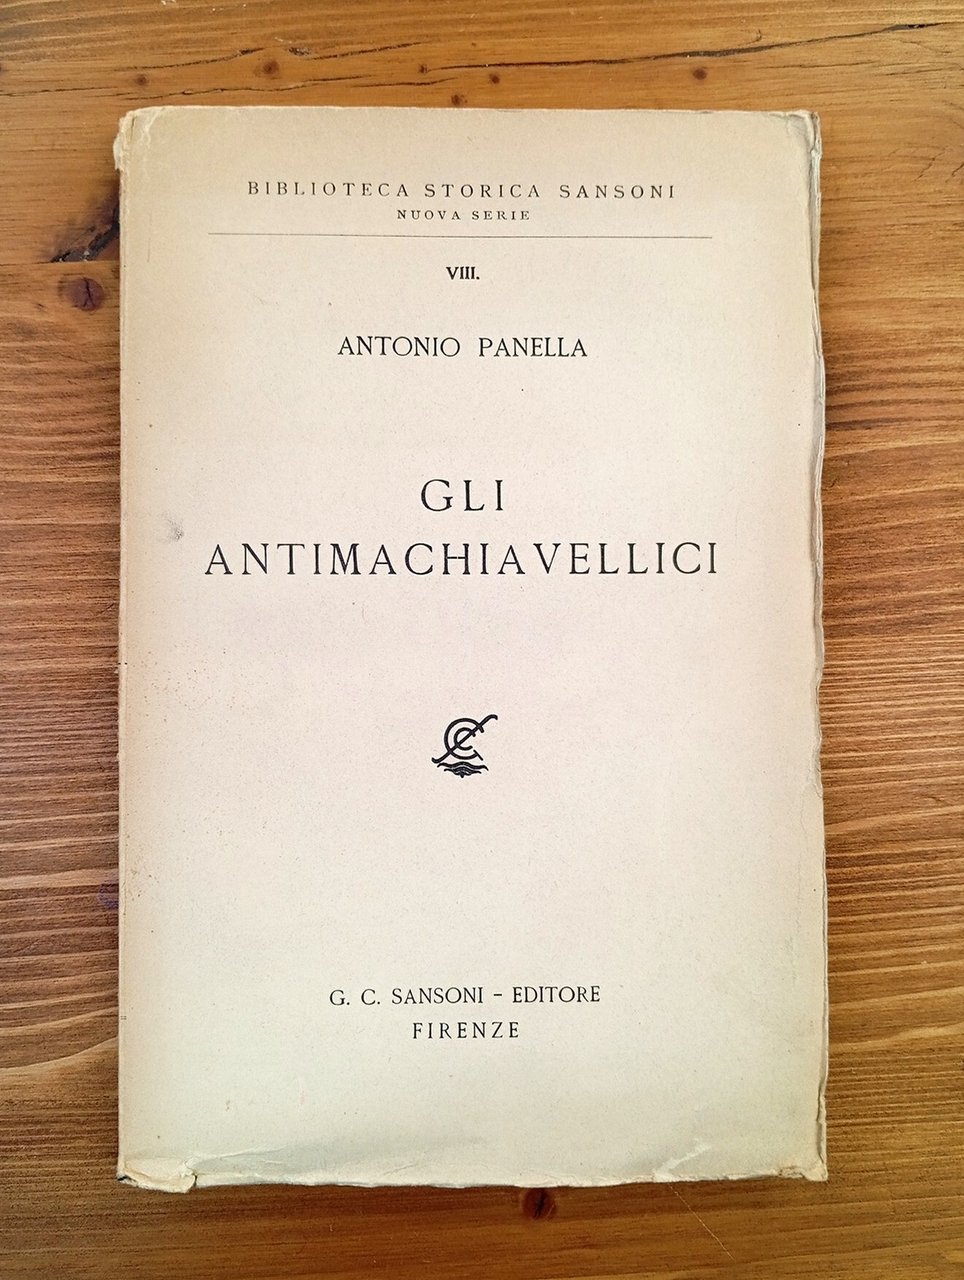 BIBLIOTECA STORICA SANSONI
NUOVA SERIE
VIII.
ANTONIO PANELLA
GLI
ANTIMACHIAVELLICI
G. C. SANSONI – EDITORE
FIRENZE